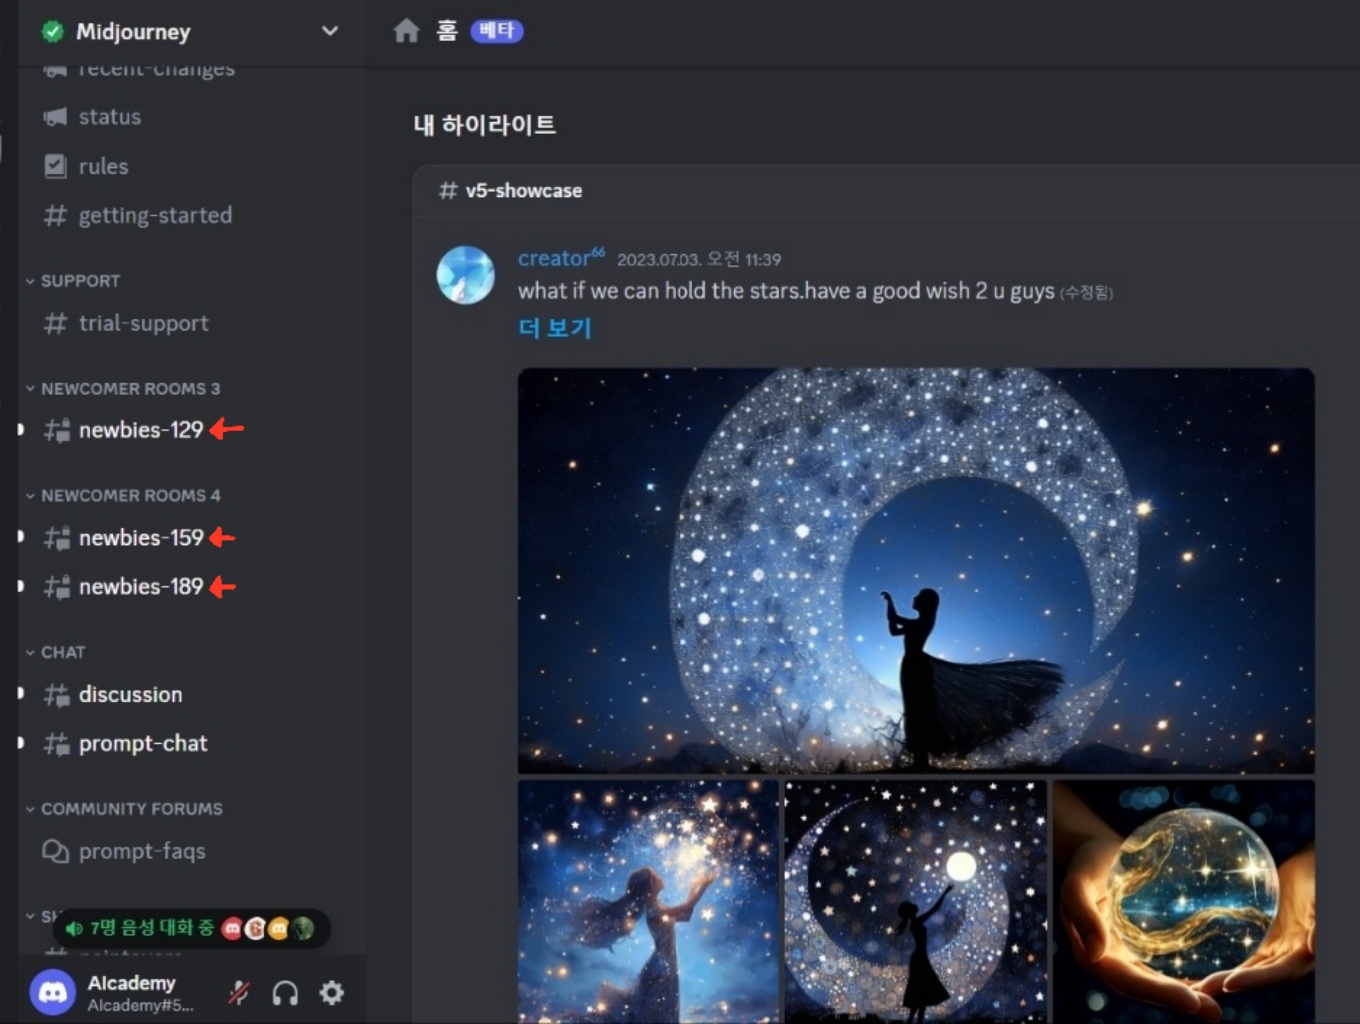 Midjourney
recent-changes
status
rules
getting-started
SUPPORT
trial-support
NEWCOMER ROOMS 3
newbies-129
NEWCOMER ROOMS 4
newbies-159
newbies-189
CHAT
discussion
prompt-chat
COMMUNITY FORUMS
prompt-faqs
7명 음성 대화 중
AIcademy
AIcademy#5...
홈 베타
내 하이라이트
# v5-showcase
creator⁶⁶ 2023.07.03. 오전 11:39
what if we can hold the stars.have a good wish 2 u guys (수정됨)
더 보기